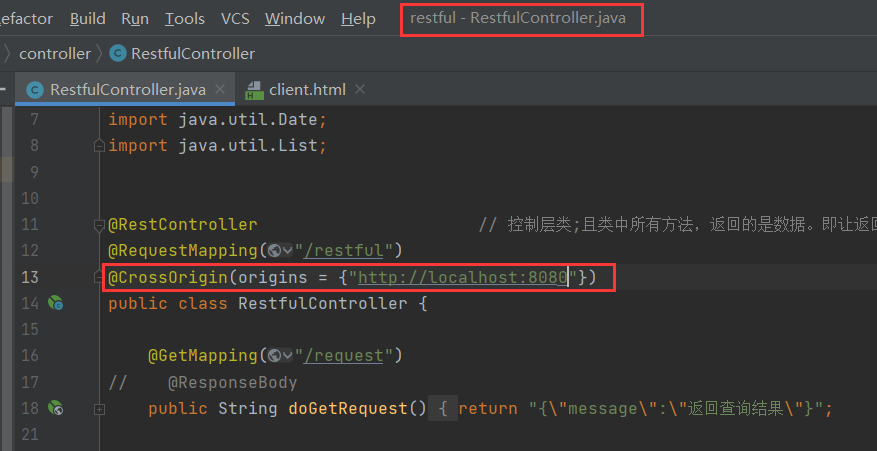 efactor Build Run Tools VCS Window Help restful - RestfulController.java
controller RestfulController
RestfulController.java client.html
7 import java.util.Date;
8 import java.util.List;
9
10
11 @RestController // 控制层类;且类中所有方法，返回的是数据。即让返回
12 @RequestMapping("/restful")
13 @CrossOrigin(origins = {"http://localhost:8080"})
14 public class RestfulController {
15
16 @GetMapping("/request")
17 // @ResponseBody
18 public String doGetRequest() { return "{\"message\":\"返回查询结果\"}";
21